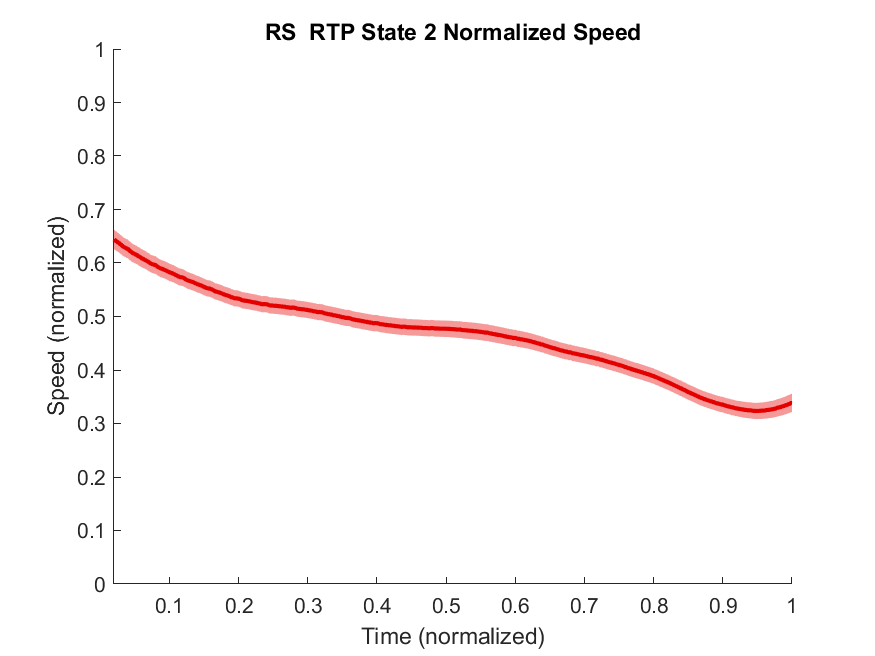 RS  RTP State 2 Normalized Speed
1
0.9
0.8
0.7
0.6
0.5
0.4
0.3
0.2
0.1
0
Speed (normalized)
0.1 0.2 0.3 0.4 0.5 0.6 0.7 0.8 0.9 1
Time (normalized)